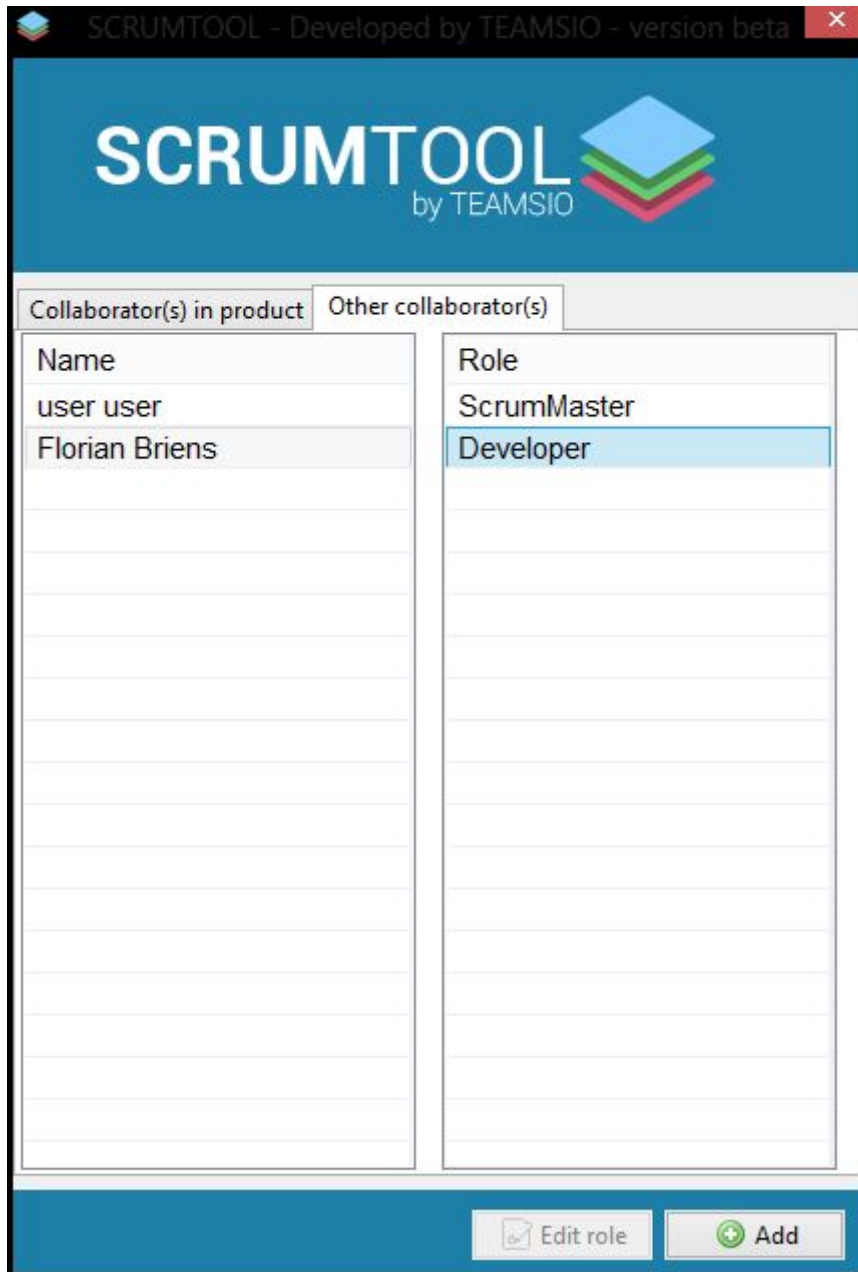 SCRUMTOOL - Developed by TEAMSIO - version beta
SCRUMTOOL
by TEAMSIO
Collaborator(s) in product Other collaborator(s)
Name Role
user user ScrumMaster
Florian Briens Developer
Edit role Add